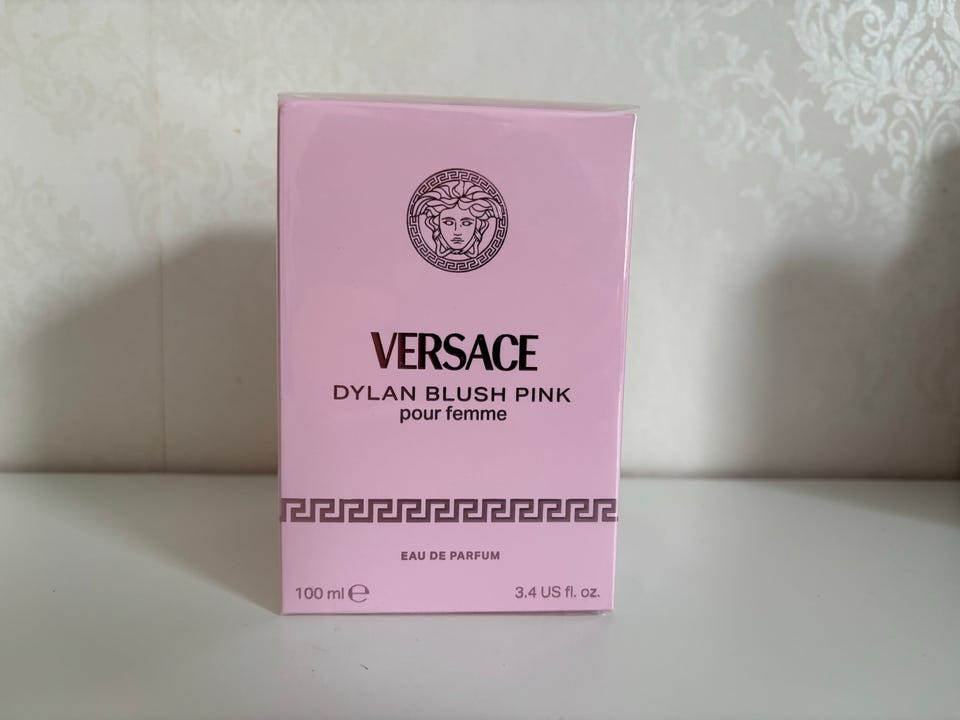 VERSACE
DYLAN BLUSH PINK
pour femme
EAU DE PARFUM
100 ml ℮ 3.4 US fl. oz.